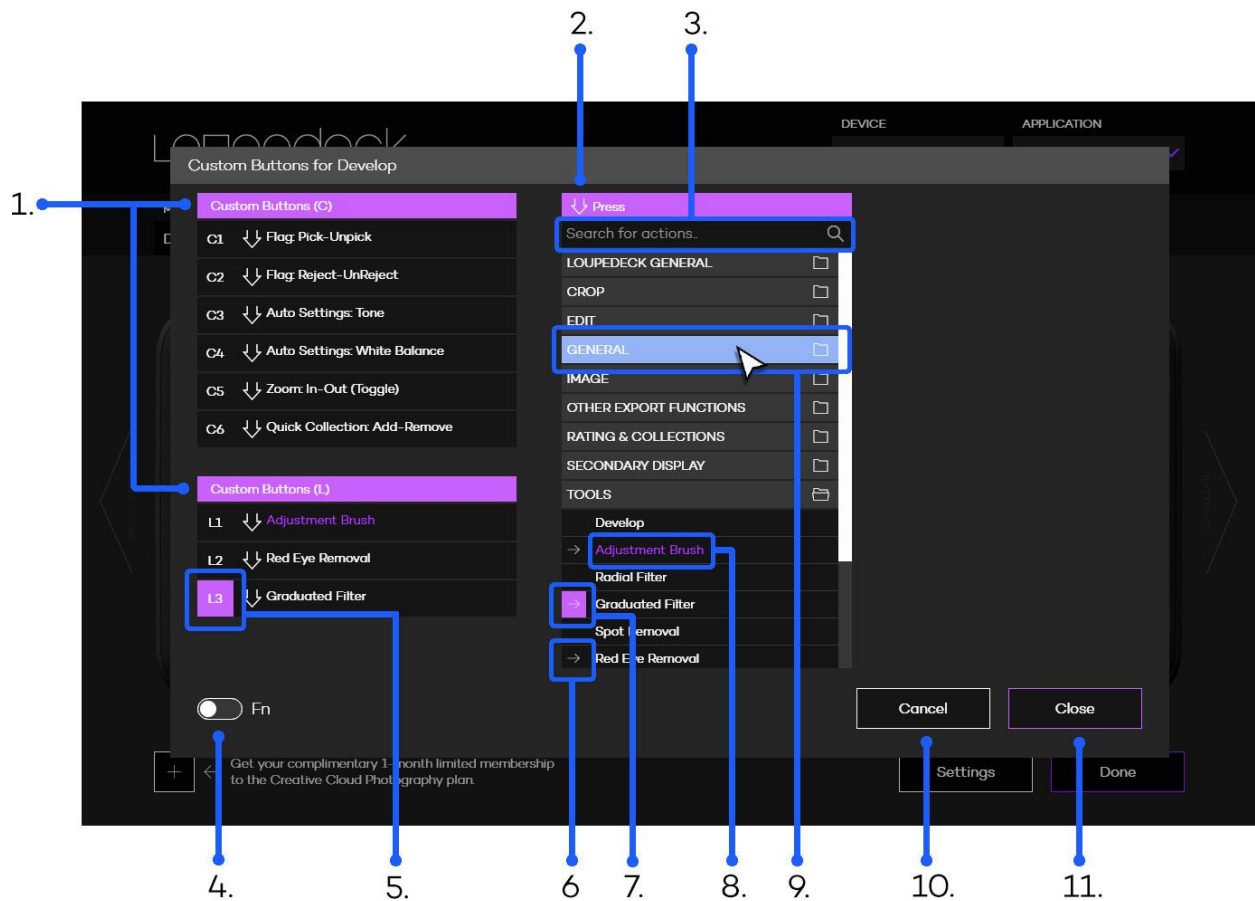 2.
3.
DEVICE
APPLICATION
Loupedeck
Custom Buttons for Develop
1.
Custom Buttons (C)
C1 Flag: Pick-Unpick
C2 Flag: Reject-UnReject
C3 Auto Settings: Tone
C4 Auto Settings: White Balance
C5 Zoom: In-Out (Toggle)
C6 Quick Collection: Add-Remove
Custom Buttons (L)
L1 Adjustment Brush
L2 Red Eye Removal
L3 Graduated Filter
Fn
Press
Search for actions..
LOUPEDECK GENERAL
CROP
EDIT
GENERAL
IMAGE
OTHER EXPORT FUNCTIONS
RATING & COLLECTIONS
SECONDARY DISPLAY
TOOLS
Develop
Adjustment Brush
Radial Filter
Graduated Filter
Spot Removal
Red Eye Removal
Cancel
Close
Get your complimentary 1-month limited membership
to the Creative Cloud Photography plan.
Settings
Done
4.
5.
6
7.
8.
9.
10.
11.